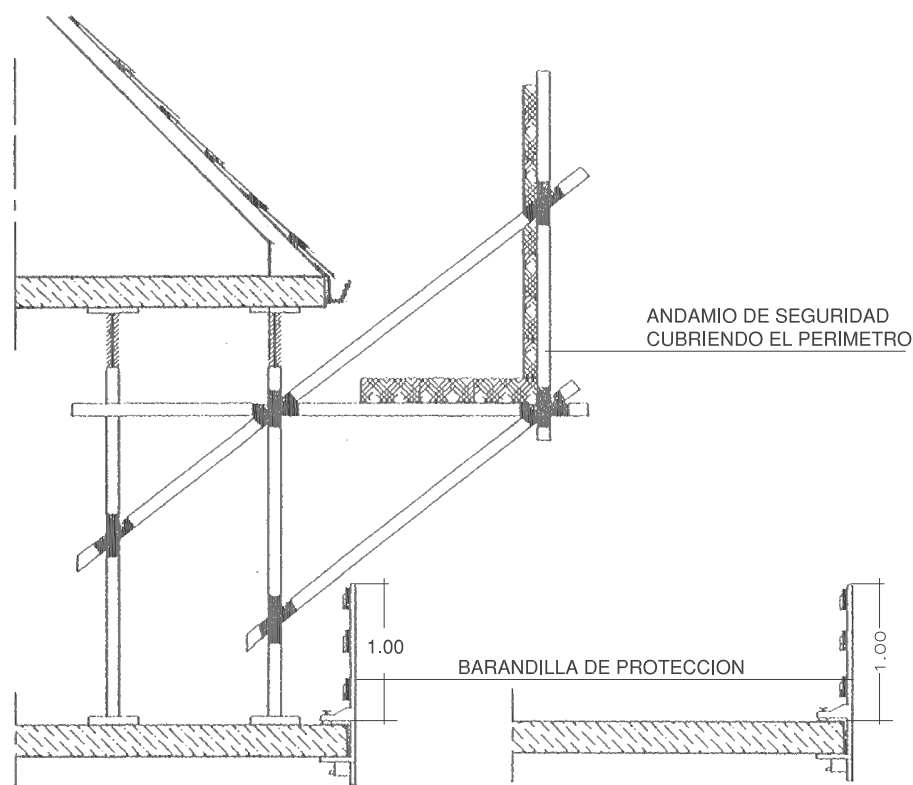 ANDAMIO DE SEGURIDAD
CUBRIENDO EL PERIMETRO
1.00
BARANDILLA DE PROTECCION
1.00